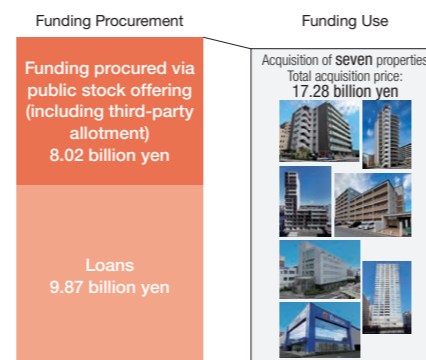 Funding Procurement
Funding Use
Funding procured via
public stock offering
(including third-party
allotment)
8.02 billion yen
Loans
9.87 billion yen
Acquisition of seven properties
Total acquisition price:
17.28 billion yen